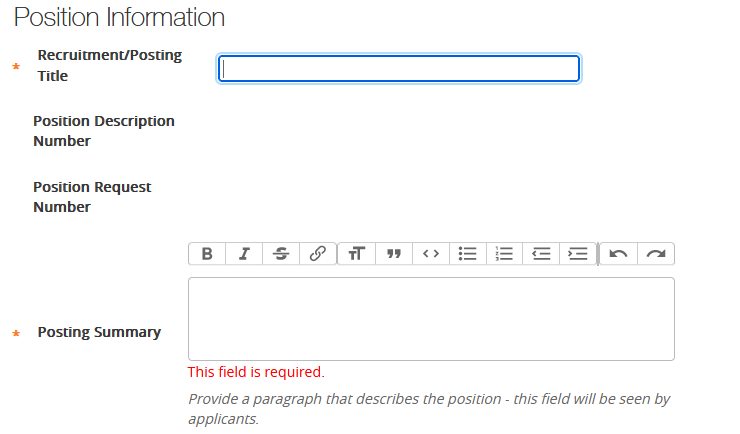 Position Information
* Recruitment/Posting
Title
Position Description
Number
Position Request
Number
B I S TT " <>
* Posting Summary
This field is required.
Provide a paragraph that describes the position - this field will be seen by
applicants.